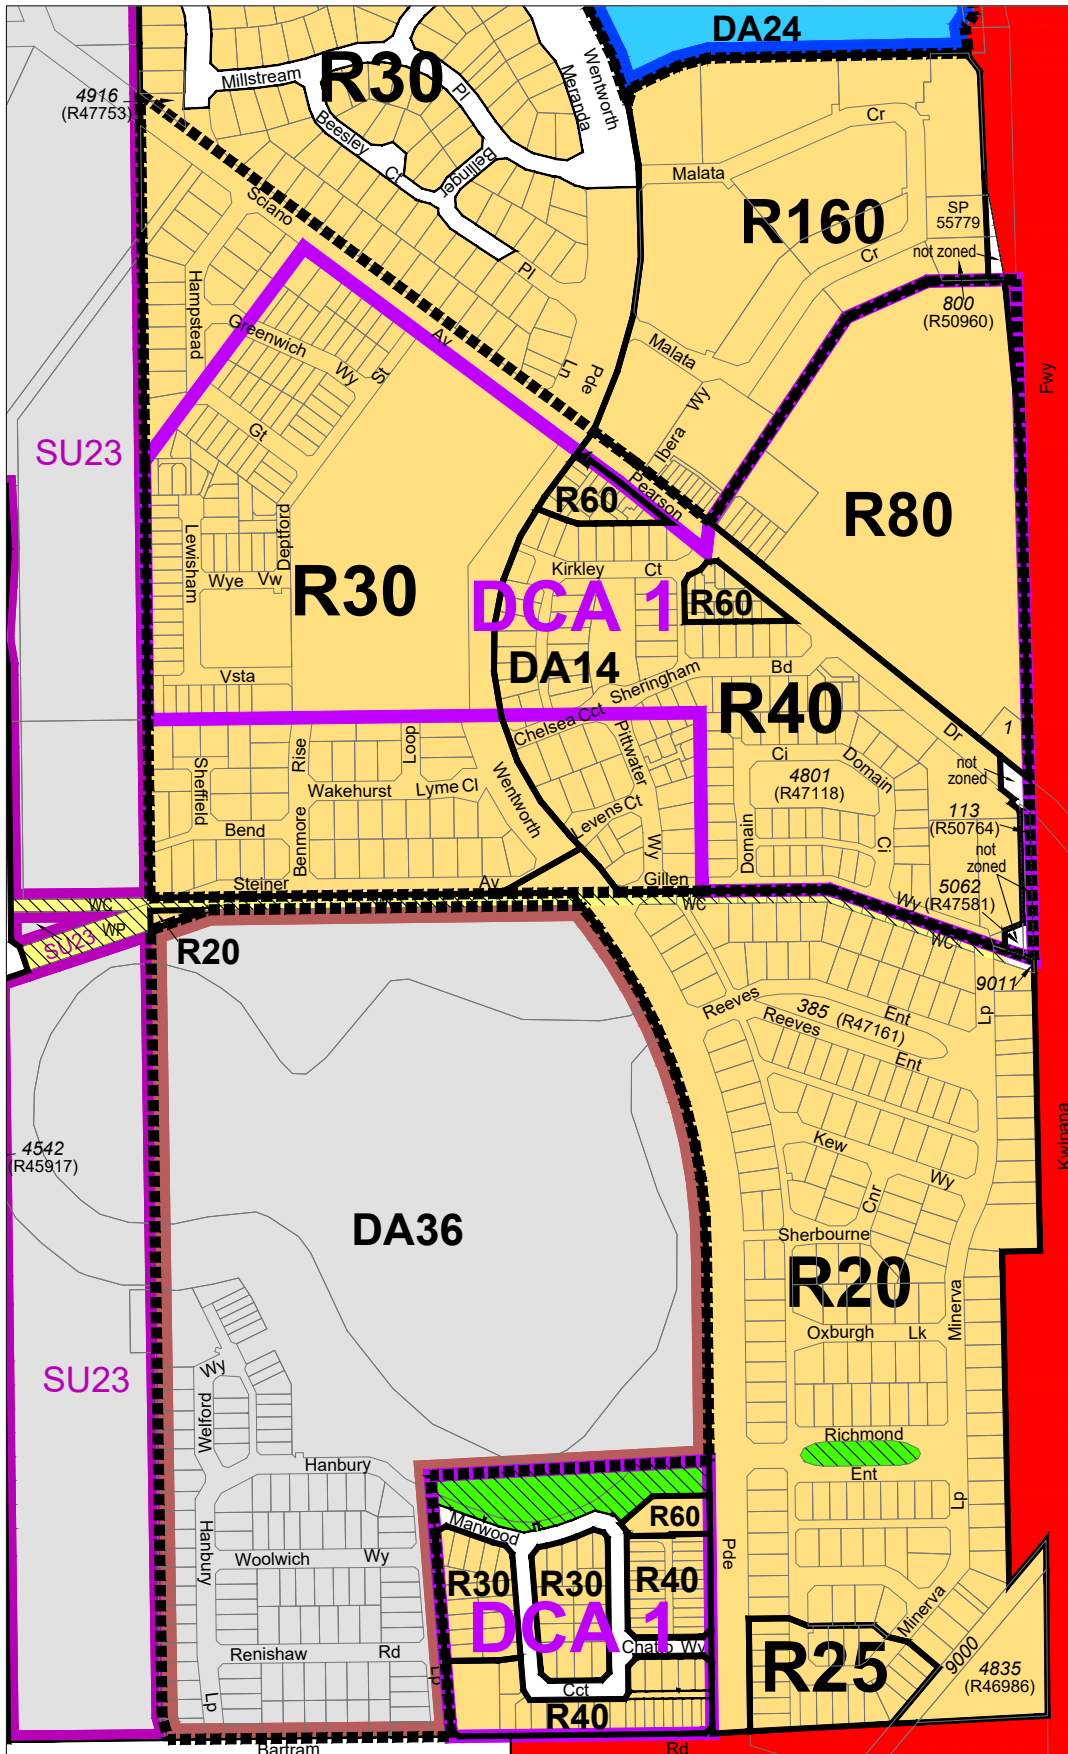 DA24
R30
Millstream
Pl
Wentworth
Meranda
4916
(R47753)
Beesley
Ct
Bellinger
Cr
Malata
R160
SP
55779
Sciano
Pl
Cr
not zoned
Hampstead
800
(R50960)
Greenwich
Wy
St
Av
Ln
Pde
Malata
Wy
Fwy
SU23
Gt
Ibera
Pearson
R60
R80
Lewisham
Deptford
Wye
Vw
R30
Kirkley
Ct
DCA 1
R60
DA14
Vsta
Sheringham
Bd
R40
Chelsea Cct
Pittwater
Dr
1
Sheffield
Rise
Loop
Wakehurst
Lyme Cl
Wentworth
Ci
4801
(R47118)
Domain
not
zoned
Levens Ct
113
(R50764)
Bend
Benmore
Wy
Domain
Ci
not
zoned
Steiner
Av
Gillen
5062
(R47581)
Wy
WC
WC
WP
SU23
R20
WC
9011
Reeves
385 (R47161)
Ent
Lp
Reeves
Ent
4542
(R45917)
Kwinana
Kew
Wy
Cnr
DA36
Sherbourne
R20
Minerva
Oxburgh
Lk
SU23
Wy
Welford
Richmond
Ent
Hanbury
Lp
R60
Marwood
Hanbury
Woolwich
Wy
Pde
R30
R30
R40
DCA 1
Minerva
Renishaw
Rd
Chatto Wy
R25
9000
4835
(R46986)
Lp
Lp
Cct
R40
Bartram
Rd